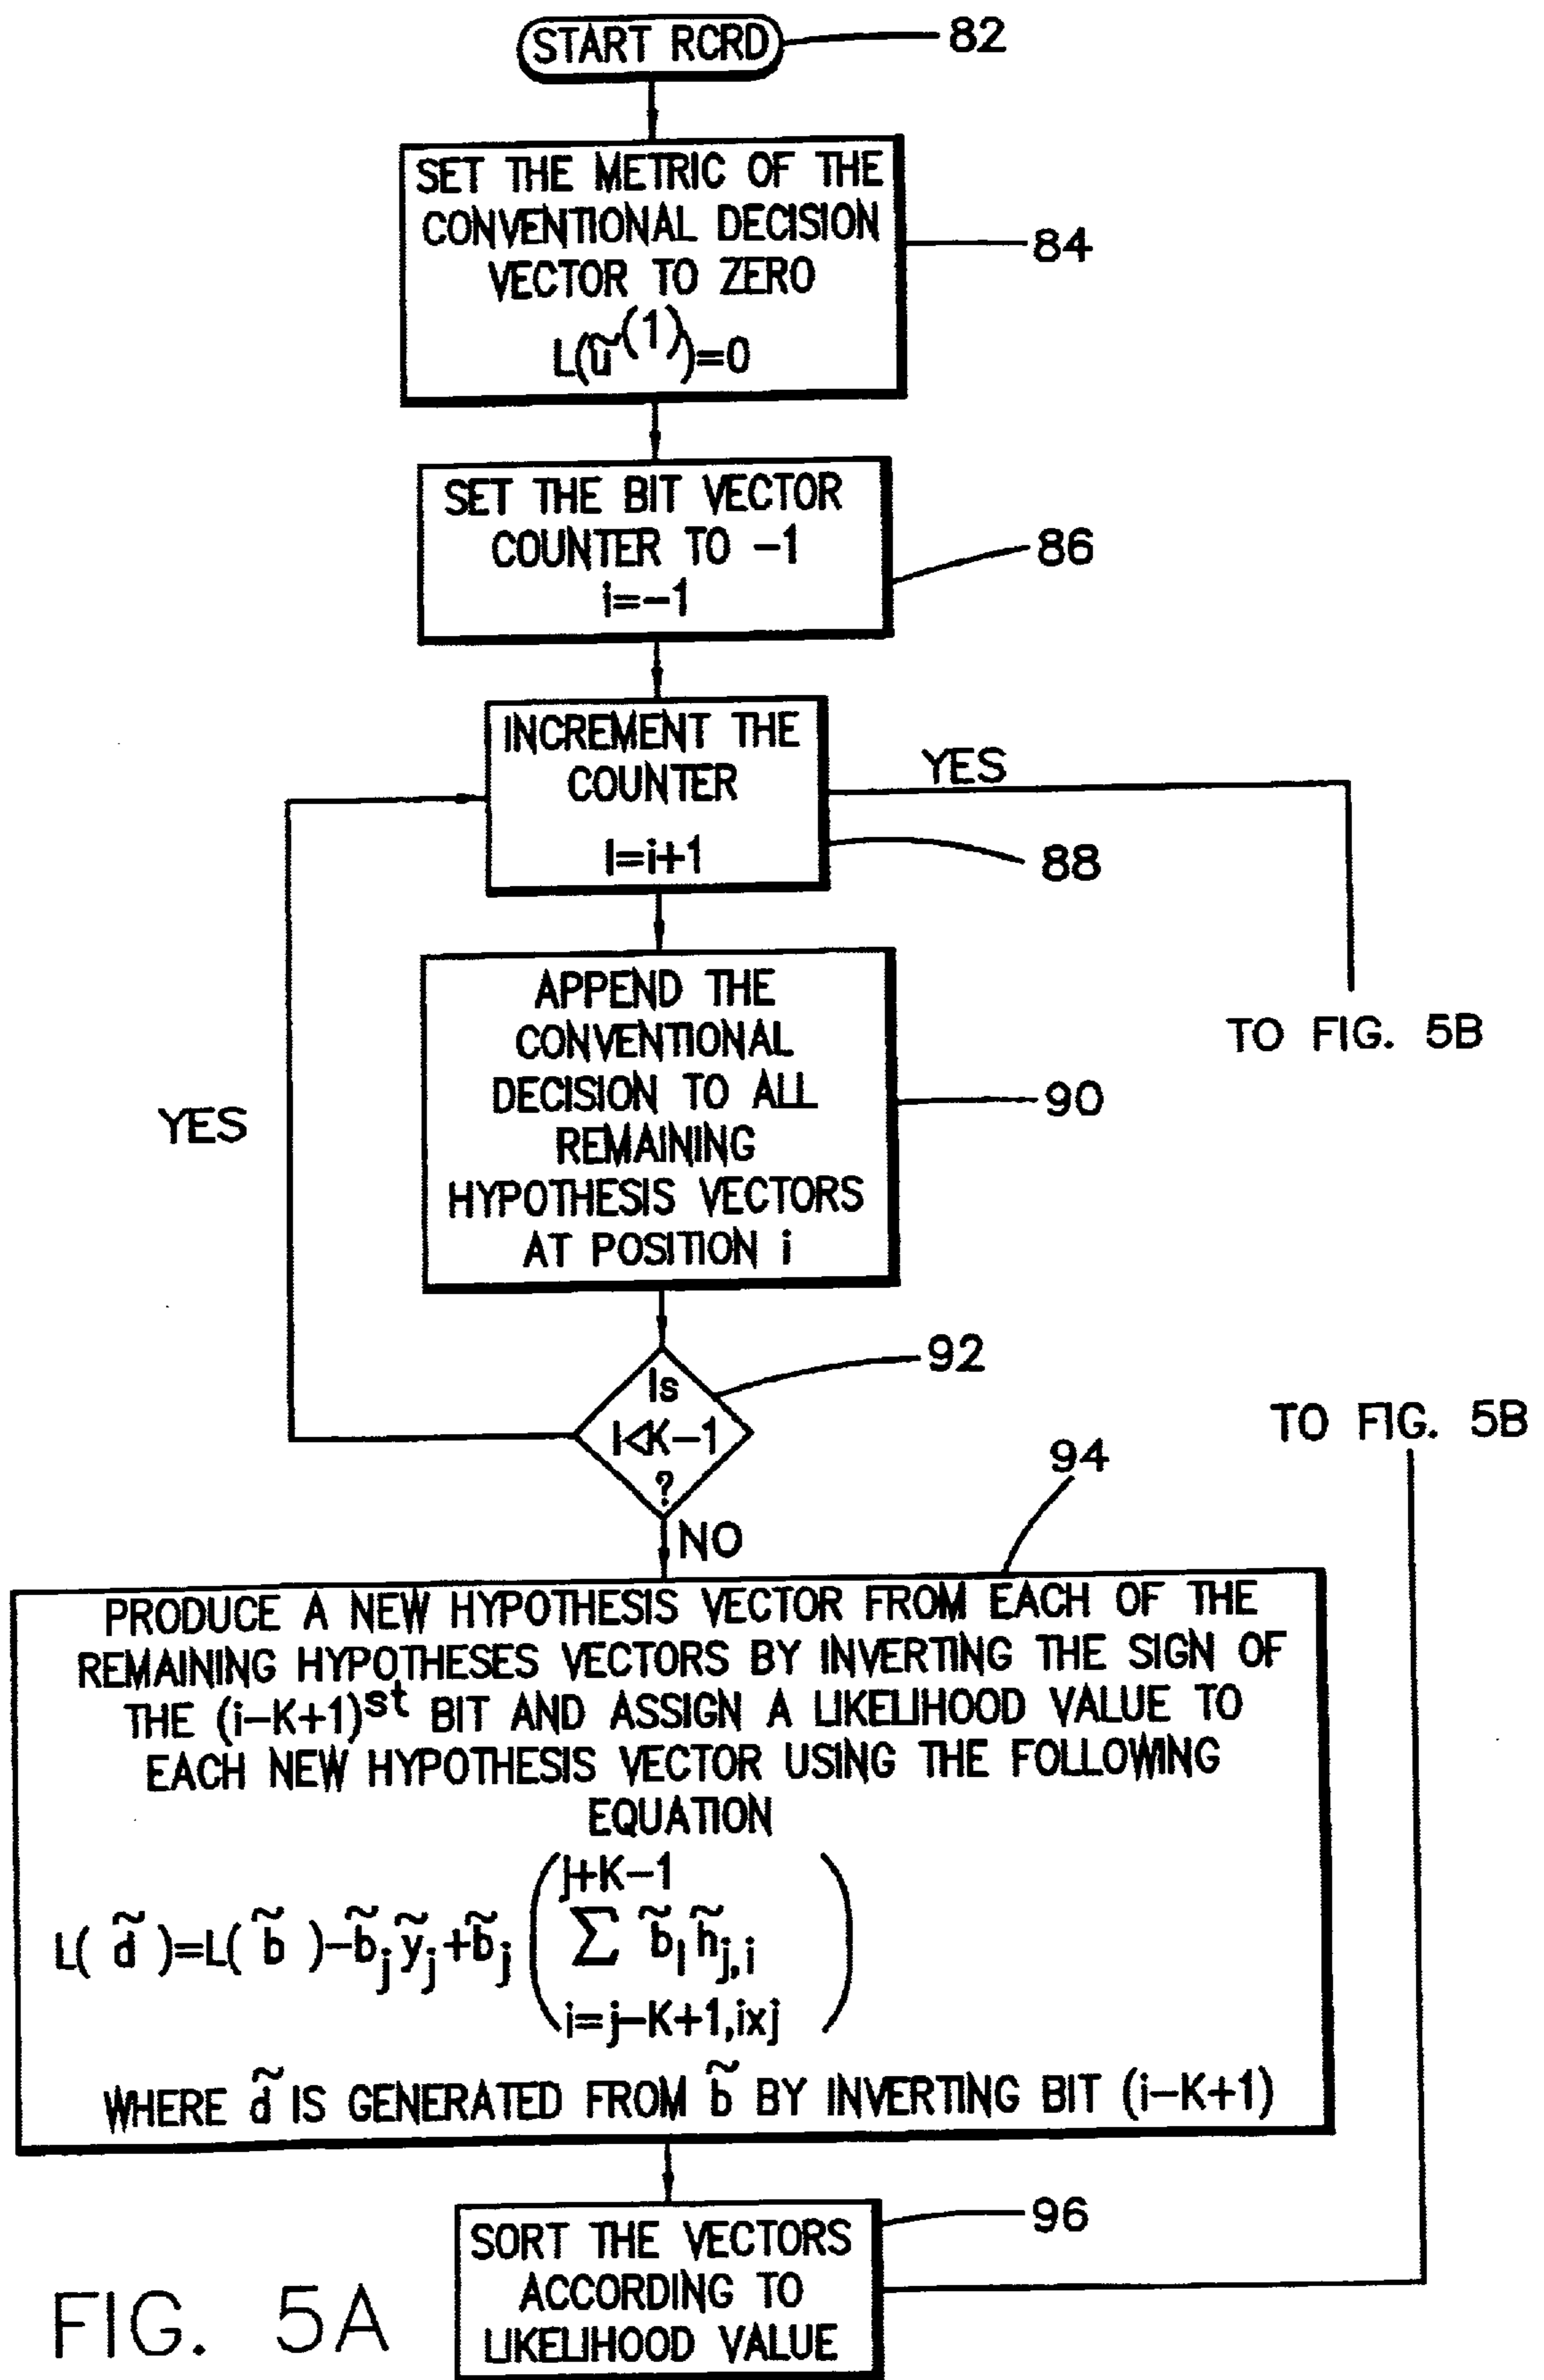 START RCRD
82
SET THE METRIC OF THE
CONVENTIONAL DECISION
VECTOR TO ZERO
L(ũ^(1))=0
84
SET THE BIT VECTOR
COUNTER TO -1
i=-1
86
INCREMENT THE
COUNTER
I=i+1
YES
88
TO FIG. 5B
APPEND THE
CONVENTIONAL
DECISION TO ALL
REMAINING
HYPOTHESIS VECTORS
AT POSITION i
90
YES
92
Is
I<K-1
?
NO
TO FIG. 5B
94
PRODUCE A NEW HYPOTHESIS VECTOR FROM EACH OF THE
REMAINING HYPOTHESES VECTORS BY INVERTING THE SIGN OF
THE (i-K+1)st BIT AND ASSIGN A LIKELIHOOD VALUE TO
EACH NEW HYPOTHESIS VECTOR USING THE FOLLOWING
EQUATION
j+K-1
L( d̃ )=L( b̃ )-b̃j ỹj+b̃j ( Σ b̃l h̃j,i )
i=j-K+1,ixj
WHERE d̃ IS GENERATED FROM b̃ BY INVERTING BIT (i-K+1)
SORT THE VECTORS
ACCORDING TO
LIKELIHOOD VALUE
96
FIG. 5A